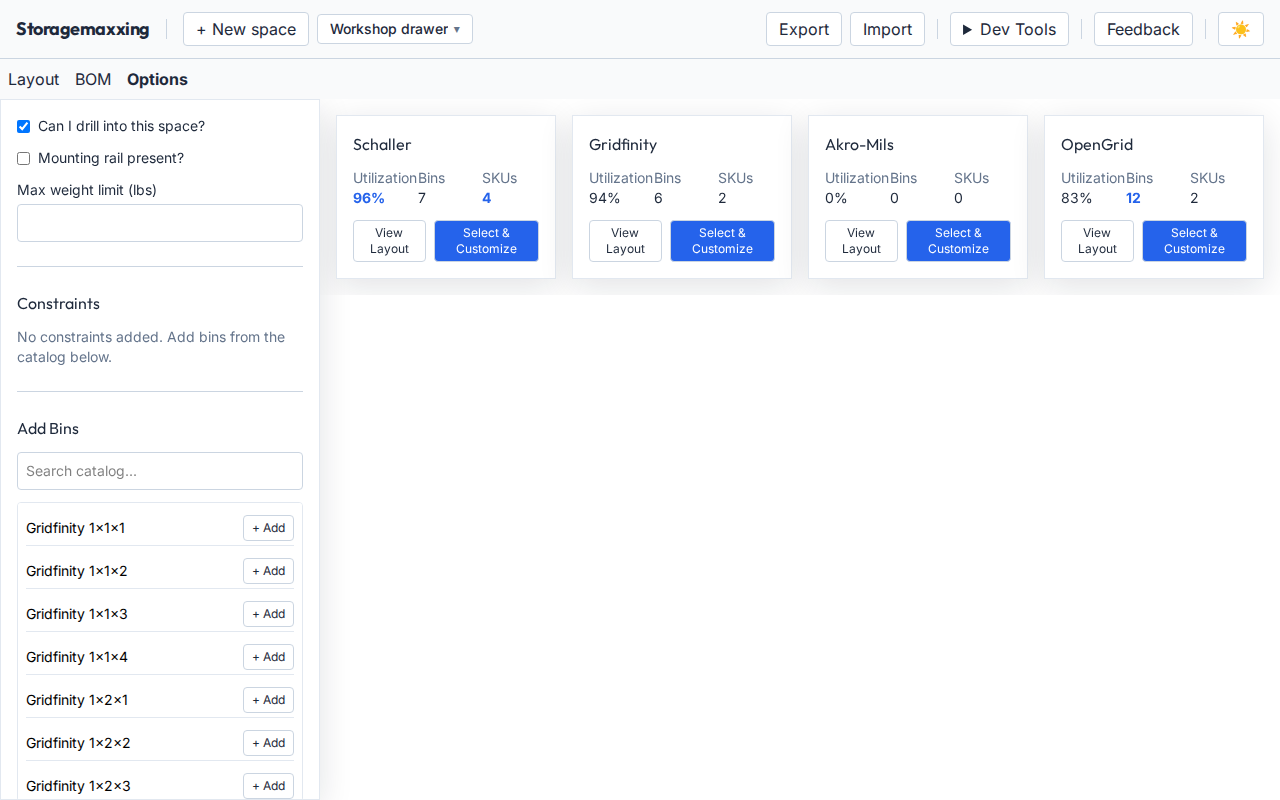 Storagemaxxing
+ New space
Workshop drawer ▾
Export
Import
▶ Dev Tools
Feedback
☀️
Layout
BOM
Options
Can I drill into this space?
Mounting rail present?
Max weight limit (lbs)
Constraints
No constraints added. Add bins from the
catalog below.
Add Bins
Search catalog...
Gridfinity 1×1×1
+ Add
Gridfinity 1×1×2
+ Add
Gridfinity 1×1×3
+ Add
Gridfinity 1×1×4
+ Add
Gridfinity 1×2×1
+ Add
Gridfinity 1×2×2
+ Add
Gridfinity 1×2×3
+ Add
Schaller
Utilization Bins SKUs
96% 7 4
View
Layout
Select &
Customize
Gridfinity
Utilization Bins SKUs
94% 6 2
View
Layout
Select &
Customize
Akro-Mils
Utilization Bins SKUs
0% 0 0
View
Layout
Select &
Customize
OpenGrid
Utilization Bins SKUs
83% 12 2
View
Layout
Select &
Customize